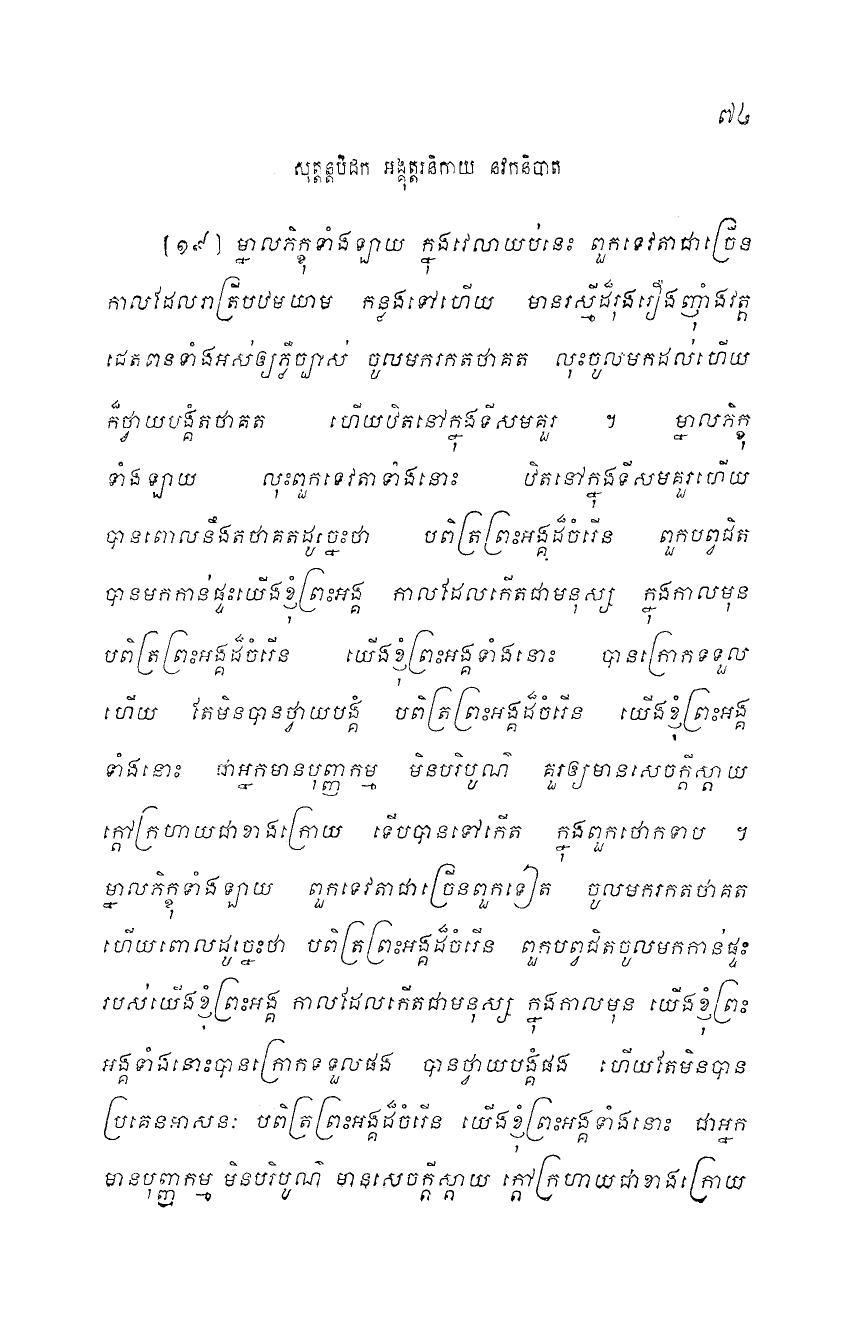 ៧៤
សុត្តន្តបិដក អង្គុត្តរនិកាយ នវកនិបាត
[១៩] ម្នាលភិក្ខុទាំងឡាយ ក្នុងវេលាយប់នេះ ពួកទេវតាជាច្រើន
កាលដែលរាត្រីបឋមយាម កន្លងទៅហើយ មានរស្មីដ៏រុងរឿងញ៉ាំងវត្ត
ជេតពនទាំងអស់ឲ្យភ្លឺច្បាស់ ចូលមករកតថាគត លុះចូលមកដល់ហើយ
ក៏ថ្វាយបង្គំតថាគត ហើយឋិតនៅក្នុងទីសមគួរ ។ ម្នាលភិក្ខុ
ទាំងឡាយ លុះពួកទេវតាទាំងនោះ ឋិតនៅក្នុងទីសមគួរហើយ
បានពោលនឹងតថាគតដូច្នេះថា បពិត្រព្រះអង្គដ៏ចំរើន ពួកបព្វជិត
បានមកកាន់ផ្ទះយើងខ្ញុំព្រះអង្គ កាលដែលកើតជាមនុស្ស ក្នុងកាលមុន
បពិត្រព្រះអង្គដ៏ចំរើន យើងខ្ញុំព្រះអង្គទាំងនោះ បានក្រោកទទួល
ហើយ តែមិនបានថ្វាយបង្គំ បពិត្រព្រះអង្គដ៏ចំរើន យើងខ្ញុំព្រះអង្គ
ទាំងនោះ ជាអ្នកមានបុញ្ញកម្ម មិនបរិបូណ៌ គួរឲ្យមានសេចក្តីស្តាយ
ក្តៅក្រហាយជាខាងក្រោយ ទើបបានទៅកើត ក្នុងពួកថោកទាប ។
ម្នាលភិក្ខុទាំងឡាយ ពួកទេវតាជាច្រើនពួកទៀត ចូលមករកតថាគត
ហើយពោលដូច្នេះថា បពិត្រព្រះអង្គដ៏ចំរើន ពួកបព្វជិតចូលមកកាន់ផ្ទះ
របស់យើងខ្ញុំព្រះអង្គ កាលដែលកើតជាមនុស្ស ក្នុងកាលមុន យើងខ្ញុំព្រះ
អង្គទាំងនោះបានក្រោកទទួលផង បានថ្វាយបង្គំផង ហើយតែមិនបាន
ប្រគេនអាសនៈ បពិត្រព្រះអង្គដ៏ចំរើន យើងខ្ញុំព្រះអង្គទាំងនោះ ជាអ្នក
មានបុញ្ញកម្ម មិនបរិបូណ៌ មានសេចក្តីស្តាយ ក្តៅក្រហាយជាខាងក្រោយ